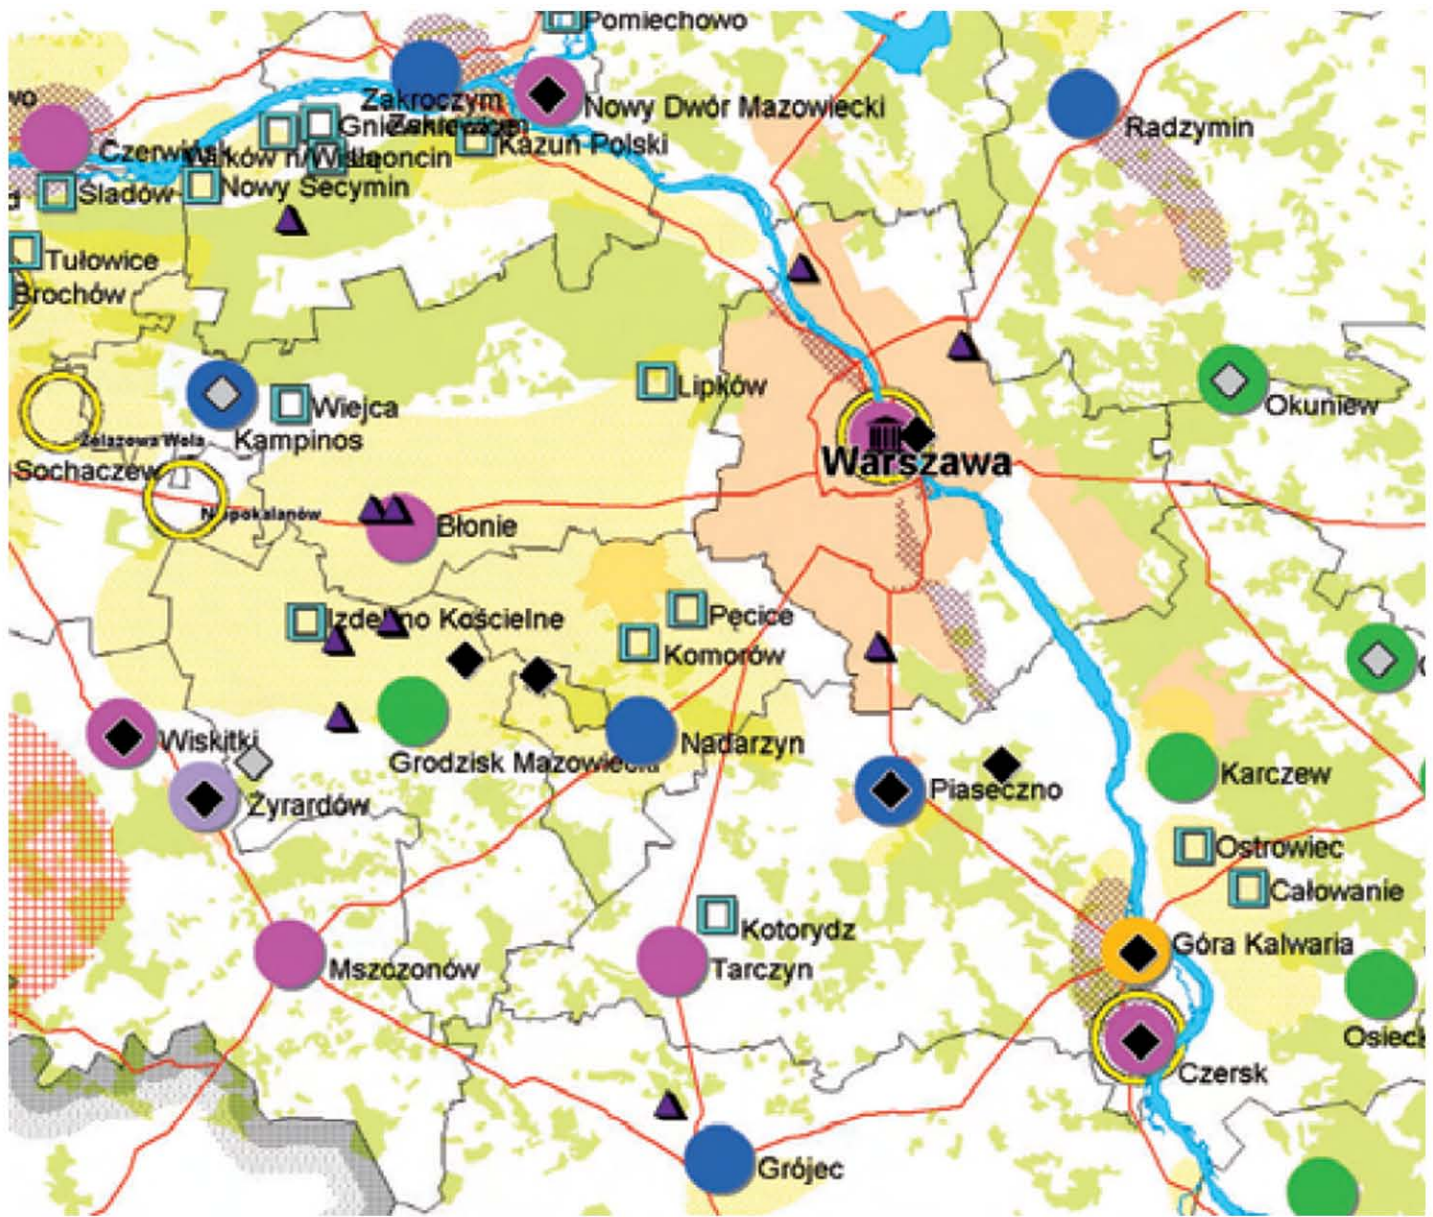 Pomiechowo
Zakroczym
Nowy Dwór Mazowiecki
Radzymin
Kazuń Polski
Śladów
Nowy Secymin
Tułowice
Brochów
Lipków
Wiejca
Kampinos
Okuniew
Żelazowa Wola
Sochaczew
Warszawa
Niepokalanów
Błonie
Pęcice
Komorów
Wiskitki
Nadarzyn
Grodzisk Mazowiecki
Karczew
Piaseczno
Żyrardów
Ostrowiec
Całowanie
Kotorydz
Góra Kalwaria
Mszczonów
Tarczyn
Czersk
Grójec